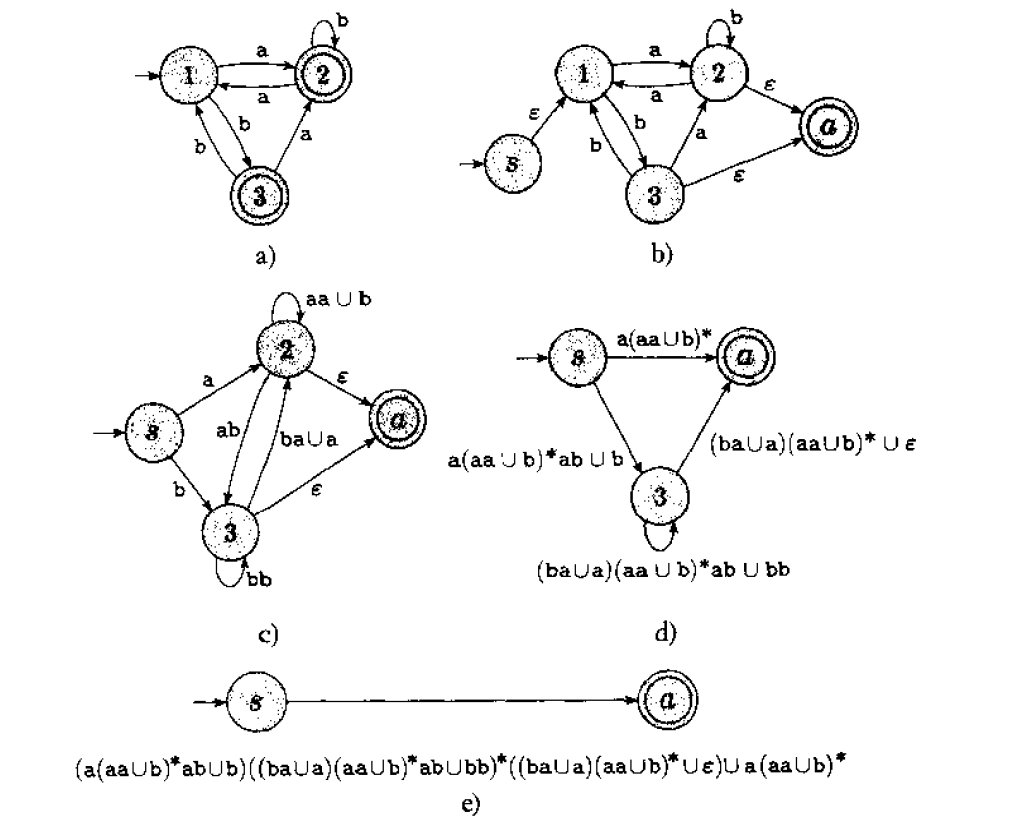 a b
1 2
a
b b a
3
a)
b
a
1 2 ε
ε a a
b b a
s
3 ε
b)
aa ∪ b
2
a ε
s ab ba∪a a
b ε
3
bb
c)
s a(aa∪b)* a
a(aa ∪ b)*ab ∪ b (ba∪a)(aa∪b)* ∪ ε
3
(ba∪a)(aa ∪ b)*ab ∪ bb
d)
s a
(a(aa∪b)*ab∪b)((ba∪a)(aa∪b)*ab∪bb)*((ba∪a)(aa∪b)*∪ε)∪a(aa∪b)*
e)